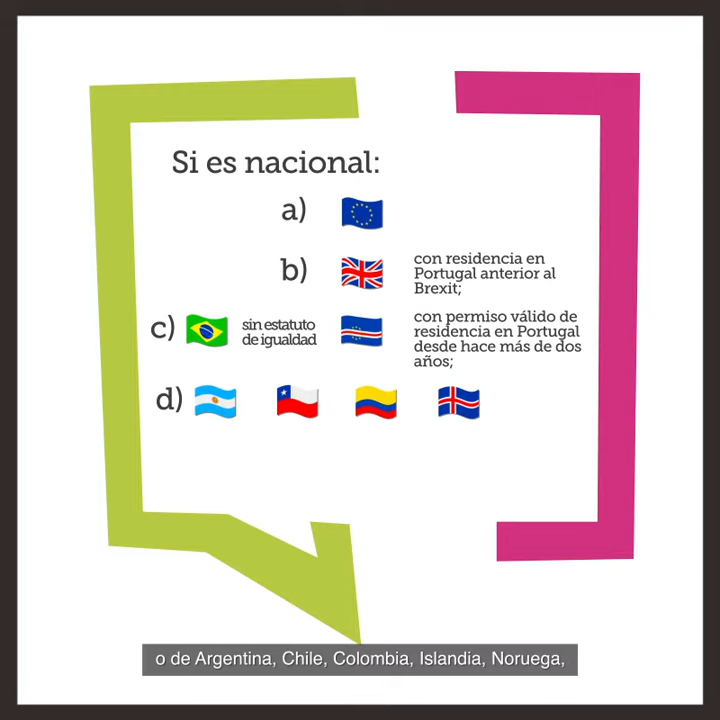 Si es nacional:
a)
b)
con residencia en
Portugal anterior al
Brexit;
c)
sin estatuto
de igualdad
con permiso válido de
residencia en Portugal
desde hace más de dos
años;
d)
o de Argentina, Chile, Colombia, Islandia, Noruega,